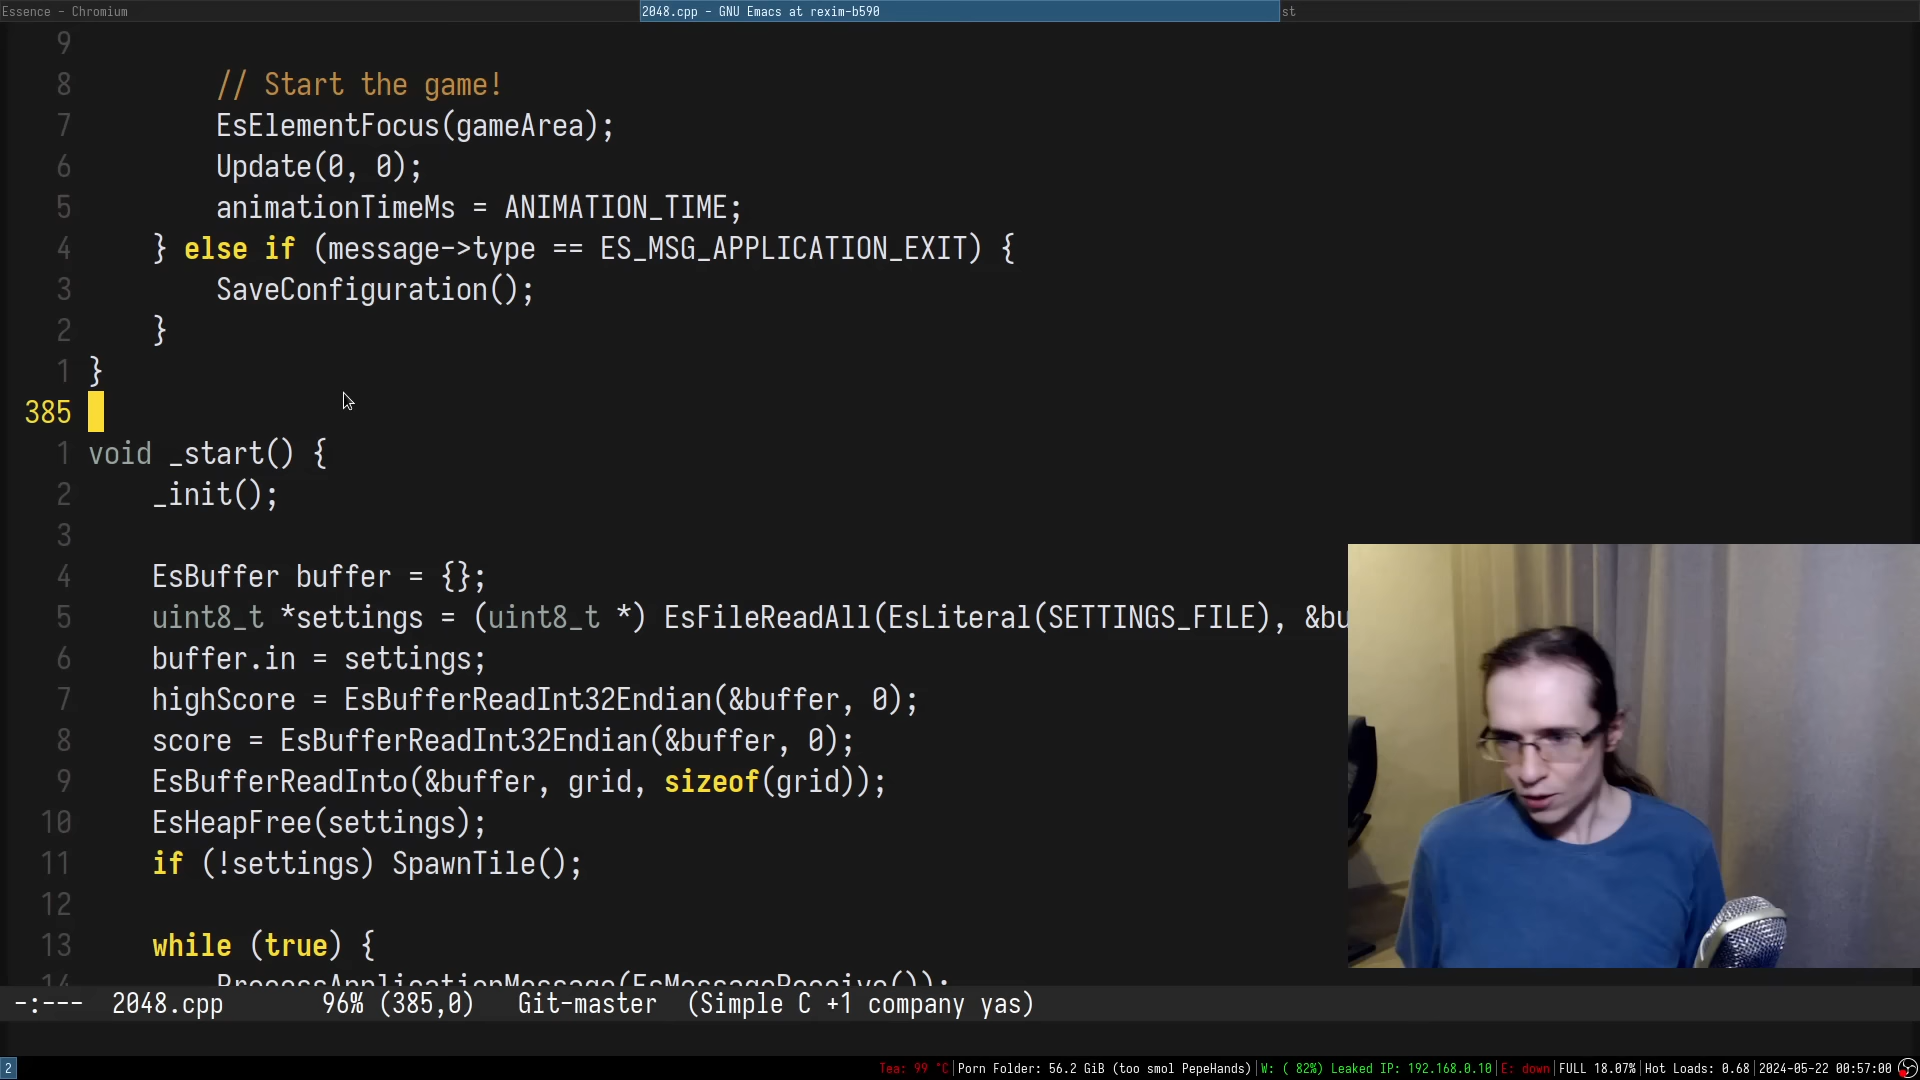 Essence - Chromium
2048.cpp - GNU Emacs at rexim-b590
st
9
8 // Start the game!
7 EsElementFocus(gameArea);
6 Update(0, 0);
5 animationTimeMs = ANIMATION_TIME;
4 } else if (message->type == ES_MSG_APPLICATION_EXIT) {
3 SaveConfiguration();
2 }
1 }
385
1 void _start() {
2 _init();
3
4 EsBuffer buffer = {};
5 uint8_t *settings = (uint8_t *) EsFileReadAll(EsLiteral(SETTINGS_FILE), &bu
6 buffer.in = settings;
7 highScore = EsBufferReadInt32Endian(&buffer, 0);
8 score = EsBufferReadInt32Endian(&buffer, 0);
9 EsBufferReadInto(&buffer, grid, sizeof(grid));
10 EsHeapFree(settings);
11 if (!settings) SpawnTile();
12
13 while (true) {
14 ProcessApplicationMessage(EsMessageReceive());
-:--- 2048.cpp 96% (385,0) Git-master (Simple C +1 company yas)
2 Tea: 99 °C|Porn Folder: 56.2 GiB (too smol PepeHands)|W: ( 82%) Leaked IP: 192.168.0.10|E: down|FULL 18.07%|Hot Loads: 0.68|2024-05-22 00:57:00